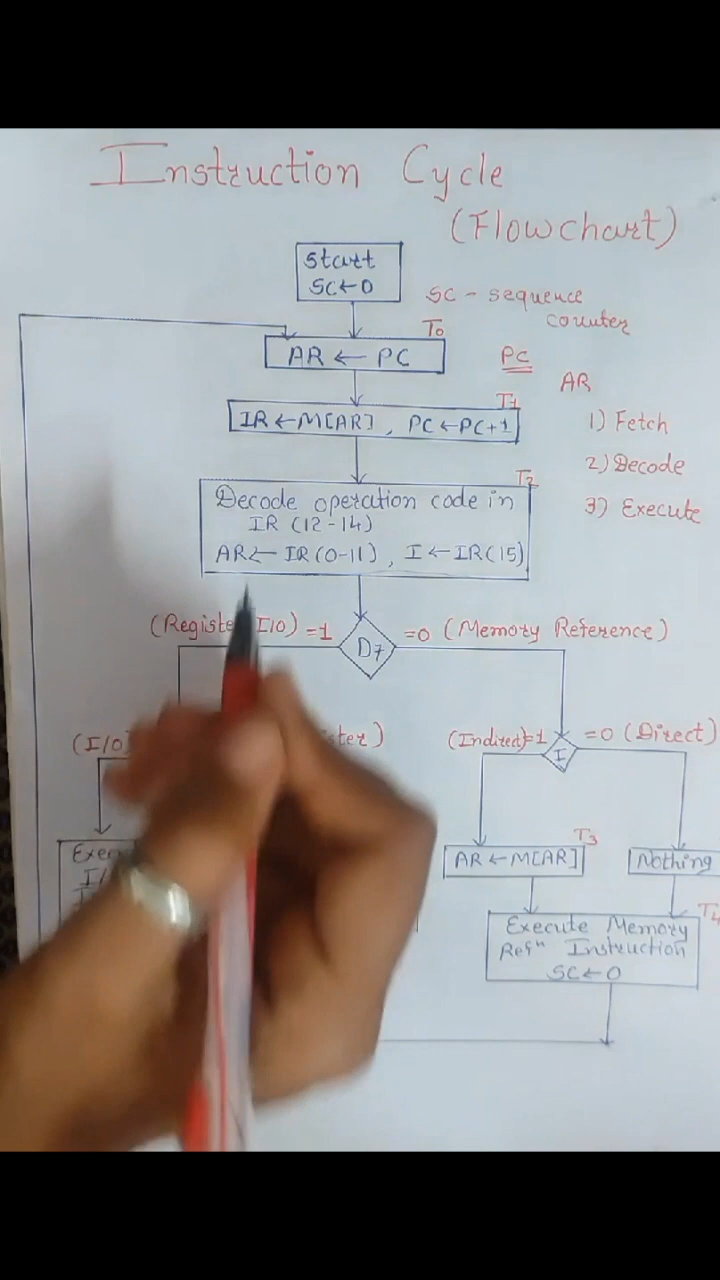 Instruction Cycle
(Flowchart)
Start
SC←0
SC - sequence
counter
T0
AR ← PC
PC
AR
T1
IR←M[AR] , PC←PC+1
1) Fetch
2) Decode
3) Execute
T2
Decode operation code in
IR (12-14)
AR← IR(0-11) , I←IR(15)
=1
D7
=0 (Memory Reference)
(I/O)
(Indirect)=1
I
=0 (Direct)
T3
AR←M[AR]
Nothing
T4
Execute Memory
Refn Instruction
SC←0